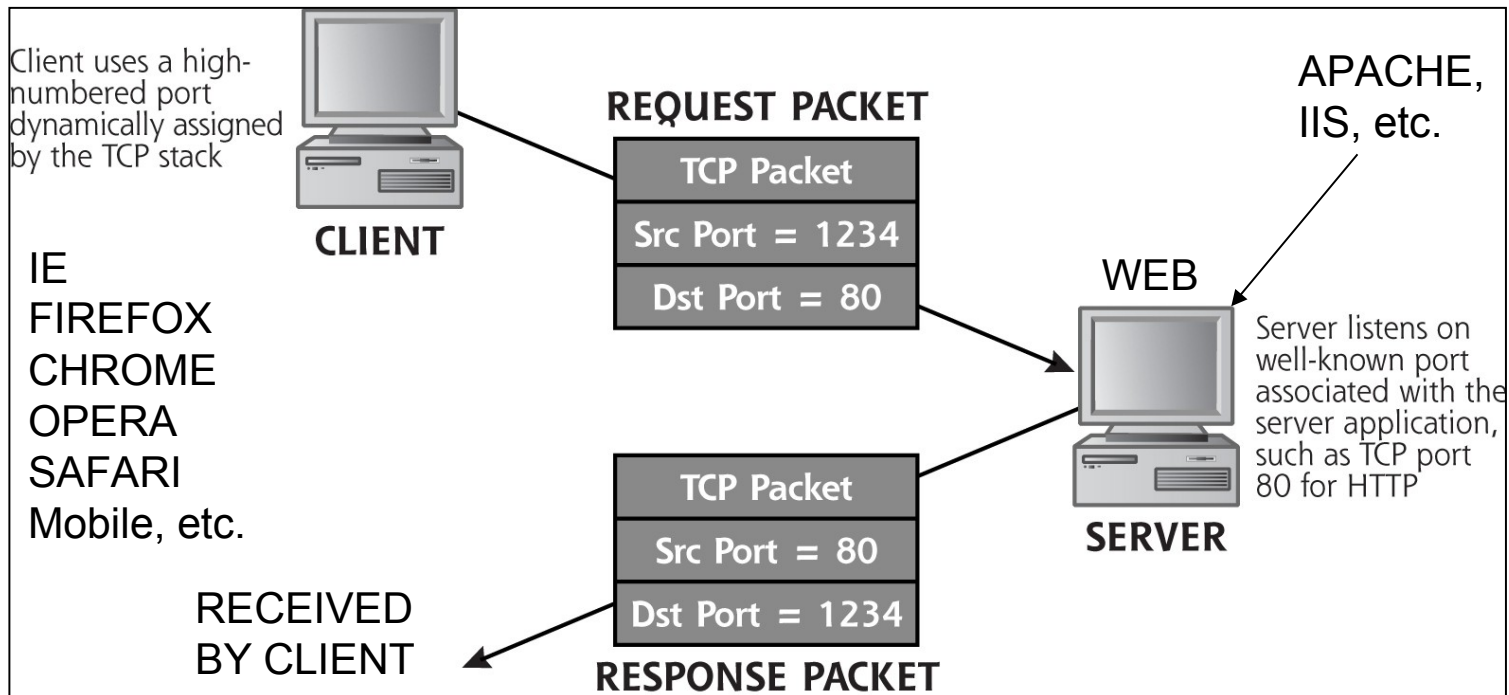 Client uses a high-
numbered port
dynamically assigned
by the TCP stack
CLIENT
IE
FIREFOX
CHROME
OPERA
SAFARI
Mobile, etc.
REQUEST PACKET
TCP Packet
Src Port = 1234
Dst Port = 80
APACHE,
IIS, etc.
WEB
Server listens on
well-known port
associated with the
server application,
such as TCP port
80 for HTTP
SERVER
TCP Packet
Src Port = 80
Dst Port = 1234
RESPONSE PACKET
RECEIVED
BY CLIENT